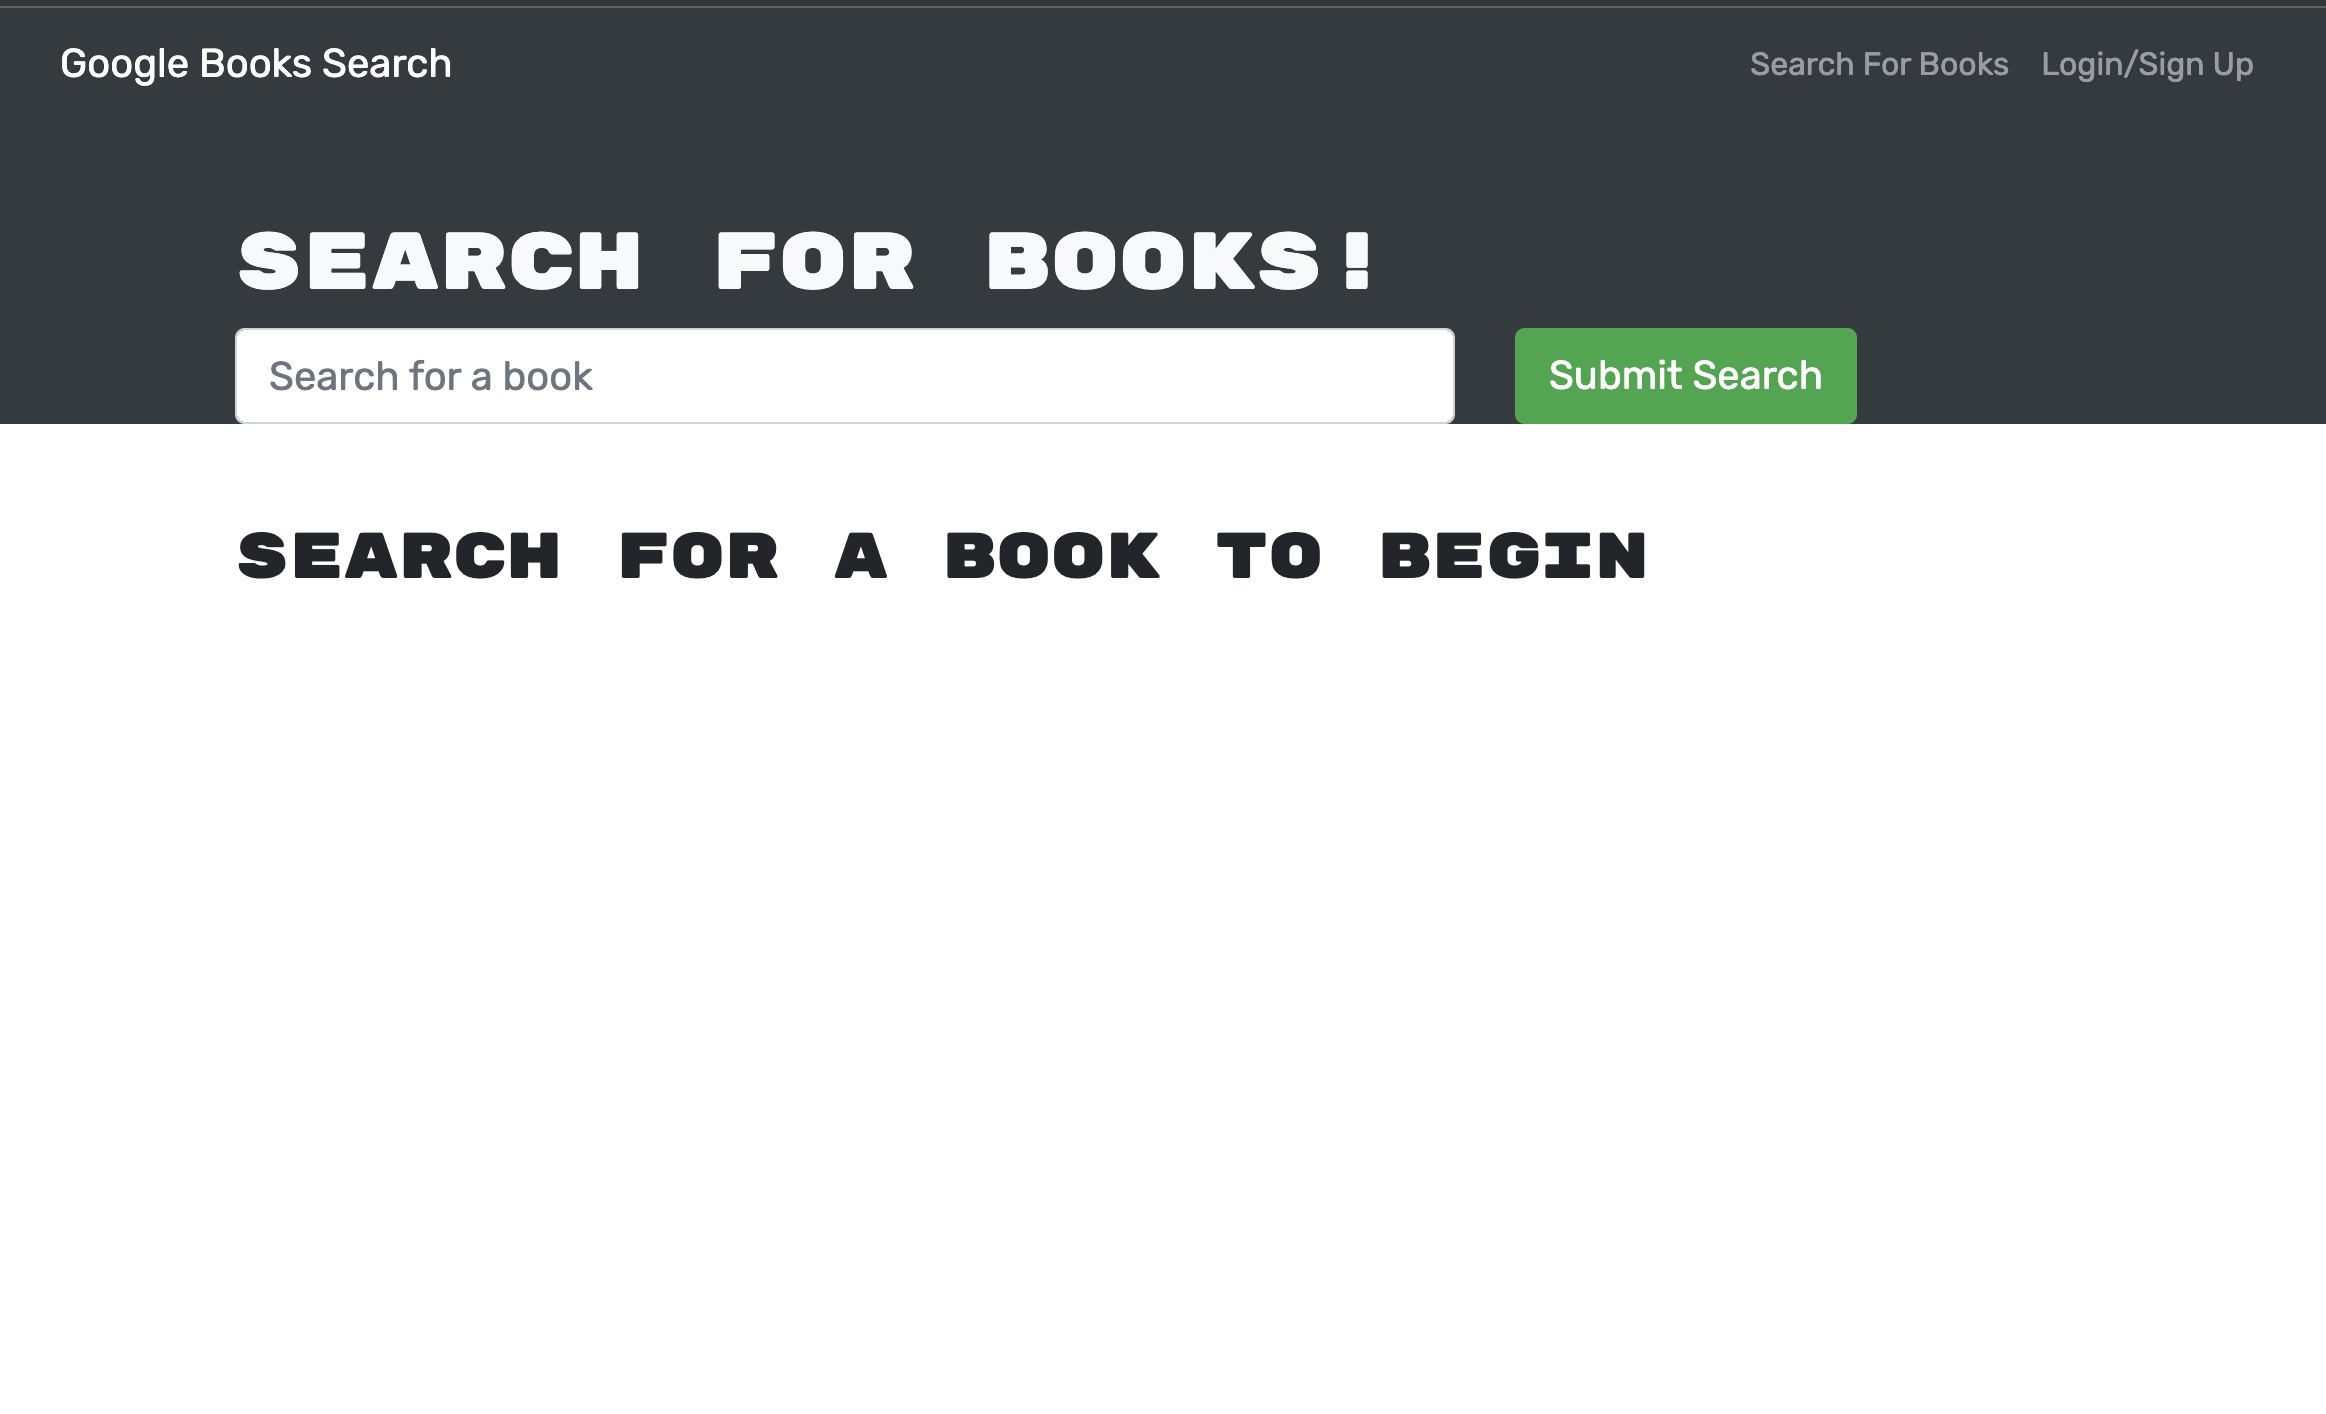 Google Books Search
Search For Books Login/Sign Up
SEARCH FOR BOOKS!
Search for a book
Submit Search
SEARCH FOR A BOOK TO BEGIN